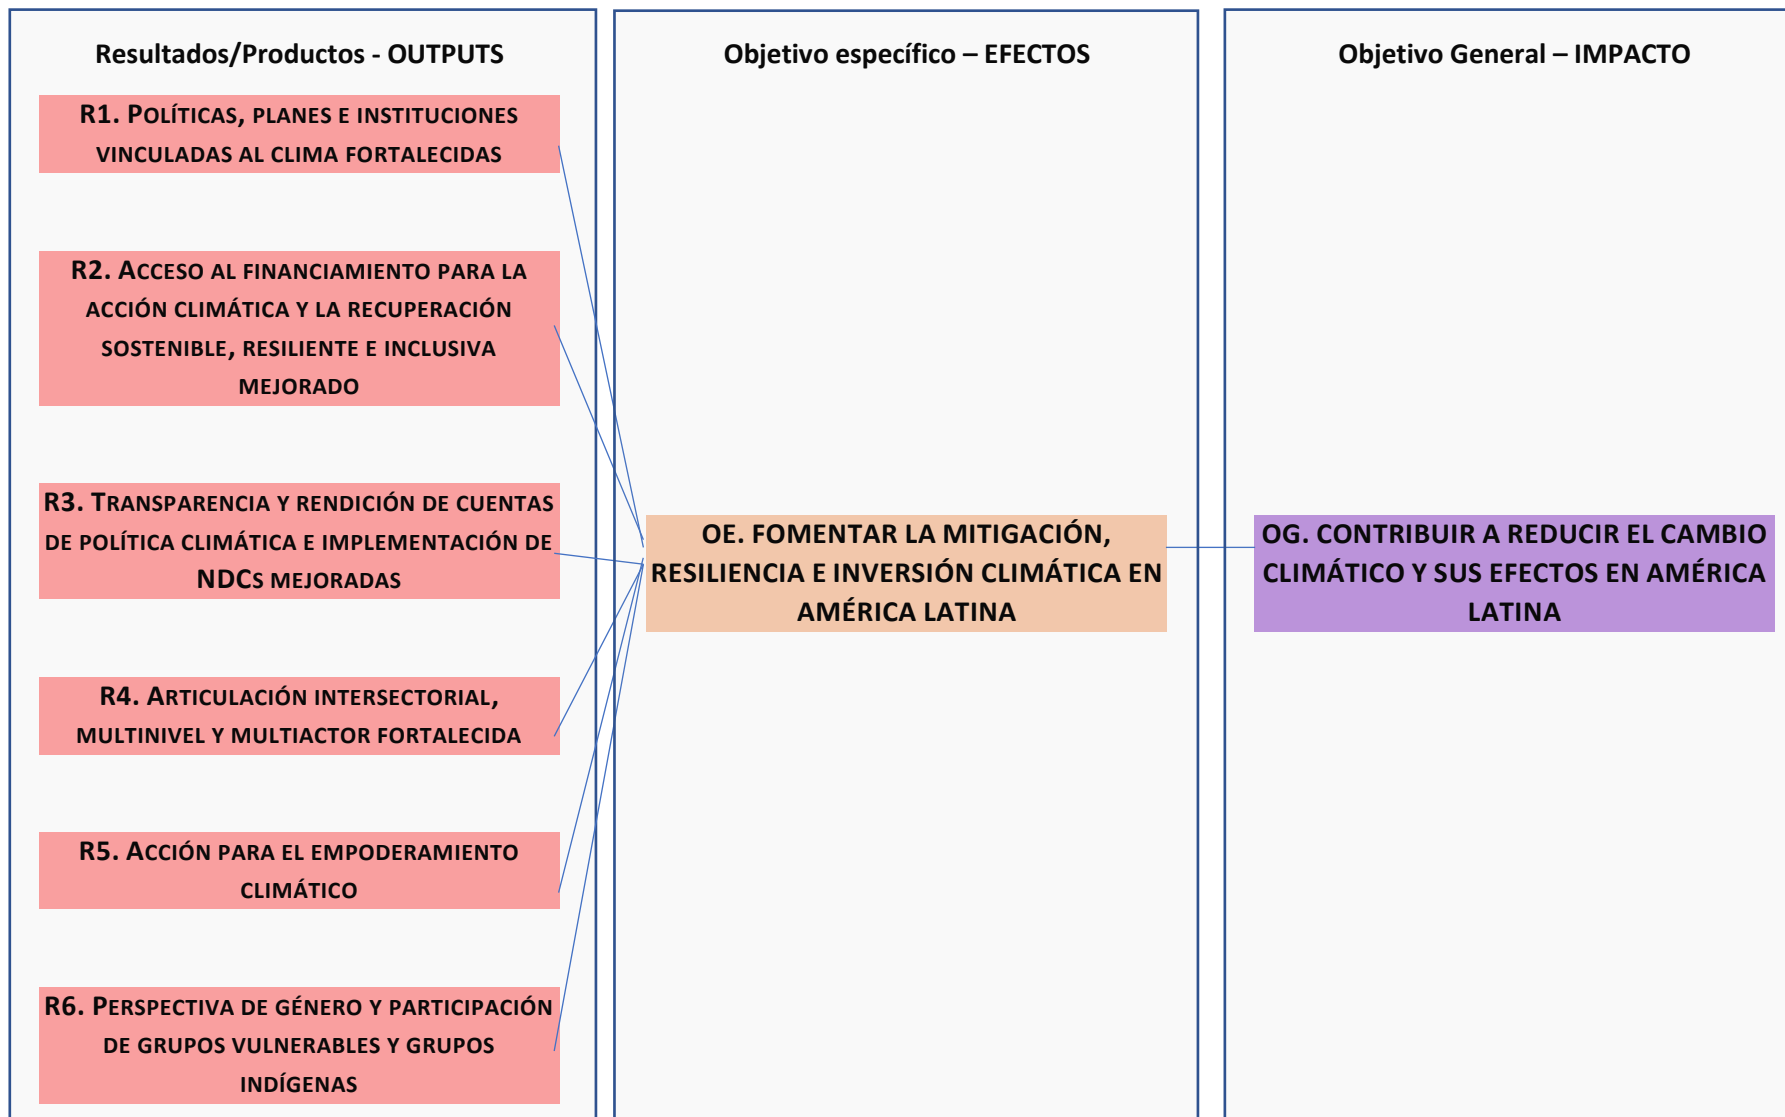 Resultados/Productos - OUTPUTS
R1. POLÍTICAS, PLANES E INSTITUCIONES
VINCULADAS AL CLIMA FORTALECIDAS
R2. ACCESO AL FINANCIAMIENTO PARA LA
ACCIÓN CLIMÁTICA Y LA RECUPERACIÓN
SOSTENIBLE, RESILIENTE E INCLUSIVA
MEJORADO
R3. TRANSPARENCIA Y RENDICIÓN DE CUENTAS
DE POLÍTICA CLIMÁTICA E IMPLEMENTACIÓN DE
NDCS MEJORADAS
R4. ARTICULACIÓN INTERSECTORIAL,
MULTINIVEL Y MULTIACTOR FORTALECIDA
R5. ACCIÓN PARA EL EMPODERAMIENTO
CLIMÁTICO
R6. PERSPECTIVA DE GÉNERO Y PARTICIPACIÓN
DE GRUPOS VULNERABLES Y GRUPOS
INDÍGENAS
Objetivo específico – EFECTOS
OE. FOMENTAR LA MITIGACIÓN,
RESILIENCIA E INVERSIÓN CLIMÁTICA EN
AMÉRICA LATINA
Objetivo General – IMPACTO
OG. CONTRIBUIR A REDUCIR EL CAMBIO
CLIMÁTICO Y SUS EFECTOS EN AMÉRICA
LATINA